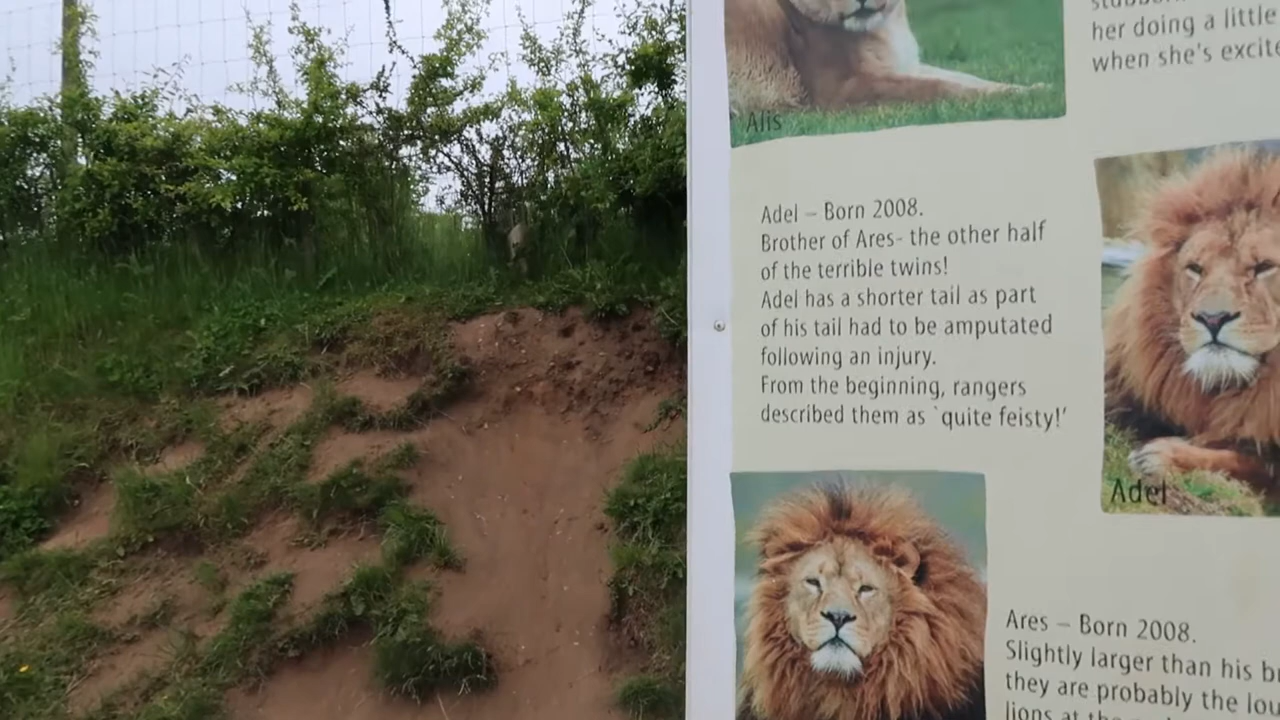 her doing a little
when she's excite
Alis
Adel – Born 2008.
Brother of Ares- the other half
of the terrible twins!
Adel has a shorter tail as part
of his tail had to be amputated
following an injury.
From the beginning, rangers
described them as `quite feisty!'
Adel
Ares – Born 2008.
Slightly larger than his b
they are probably the lou
lions at the